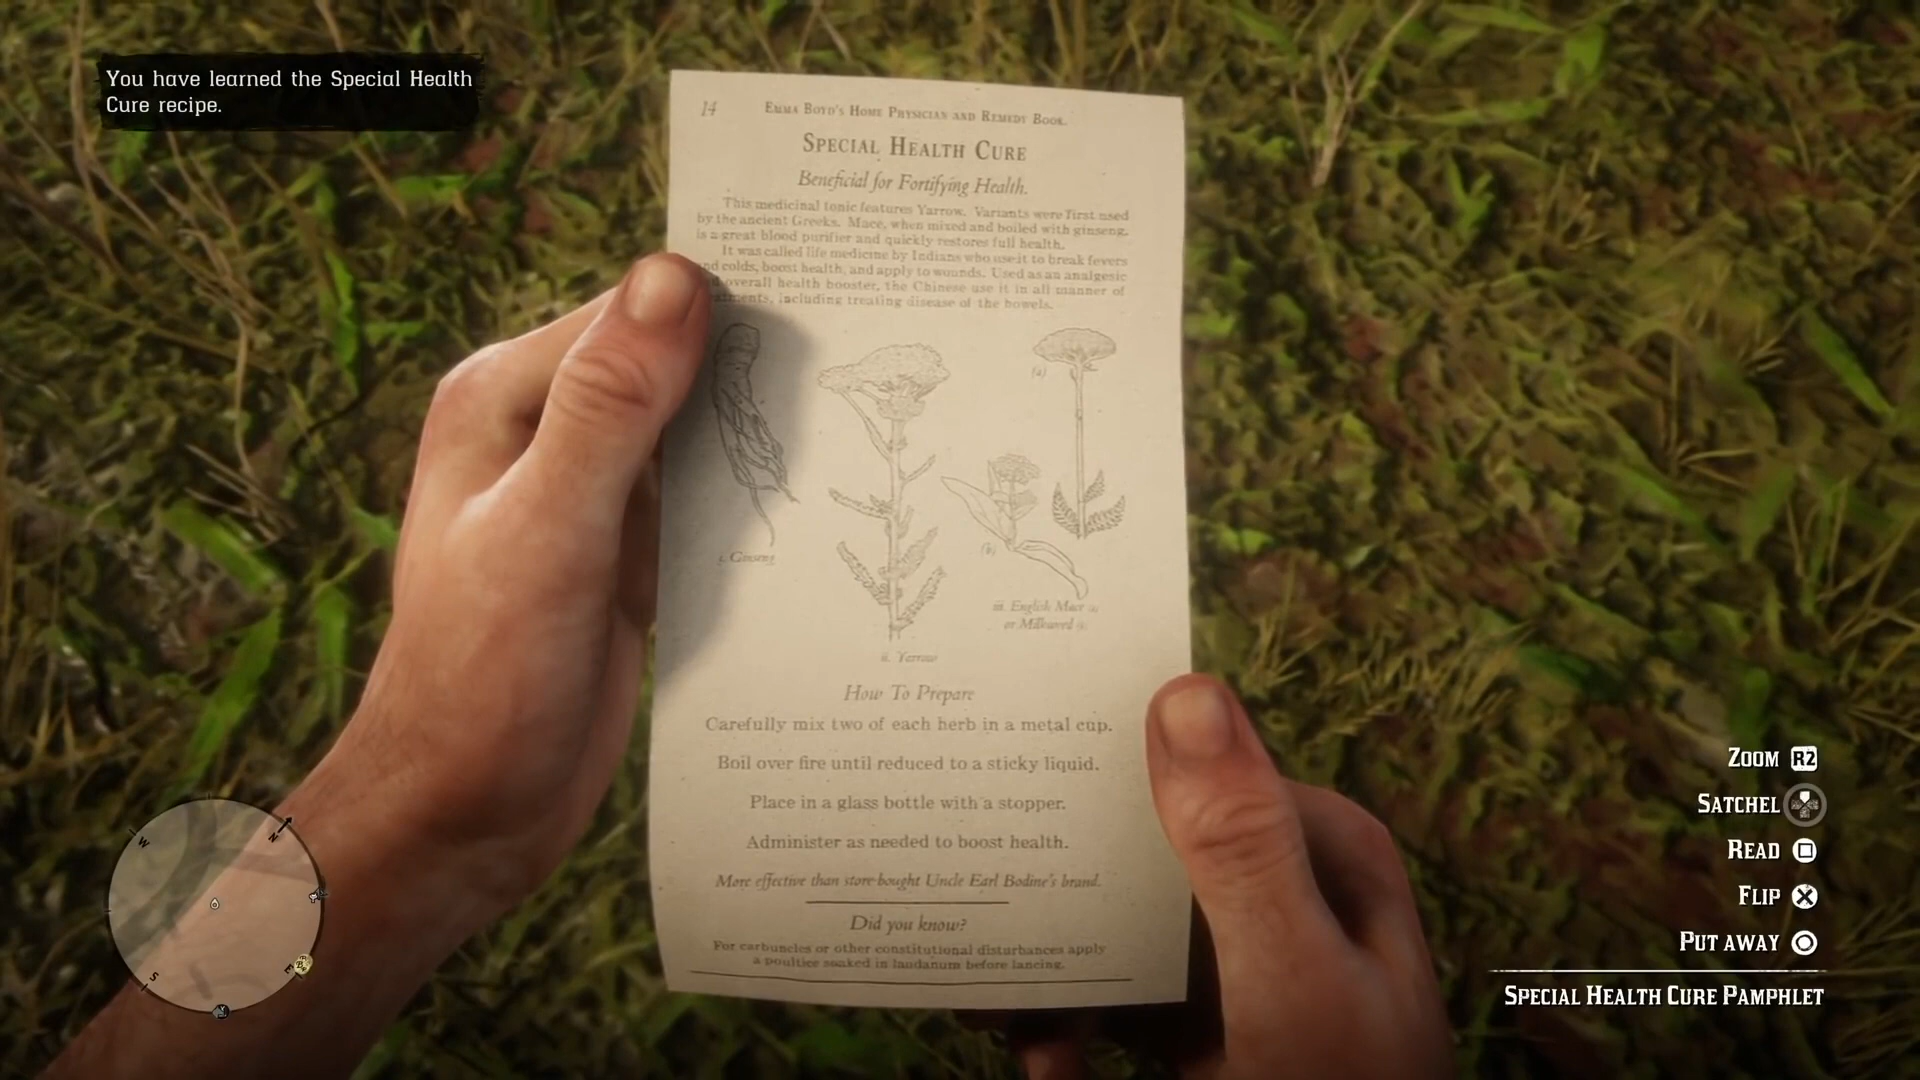 You have learned the Special Health
Cure recipe.
14 Emma Boyd's Home Physician and Remedy Book.
Special Health Cure
Beneficial for Fortifying Health.
This medicinal tonic features Yarrow. Variants were first used
by the ancient Greeks. Mace, when mixed and boiled with ginseng,
is a great blood purifier and quickly restores full health.
It was called life medicine by Indians who use it to break fevers
and colds, boost health, and apply to wounds. Used as an analgesic
overall health booster, the Chinese use it in all manner of
including treating disease of the bowels.
(a)
(b)
i. Ginseng
iii. English Mace
or Milkweed
ii. Yarrow
How To Prepare
Carefully mix two of each herb in a metal cup.
Boil over fire until reduced to a sticky liquid.
Place in a glass bottle with a stopper.
Administer as needed to boost health.
More effective than store-bought Uncle Earl Bodine's brand.
Did you know?
For carbuncles or other constitutional disturbances apply
a poultice soaked in laudanum before lancing.
W
N
S
E
Zoom R2
Satchel
Read
Flip
Put away
Special Health Cure Pamphlet